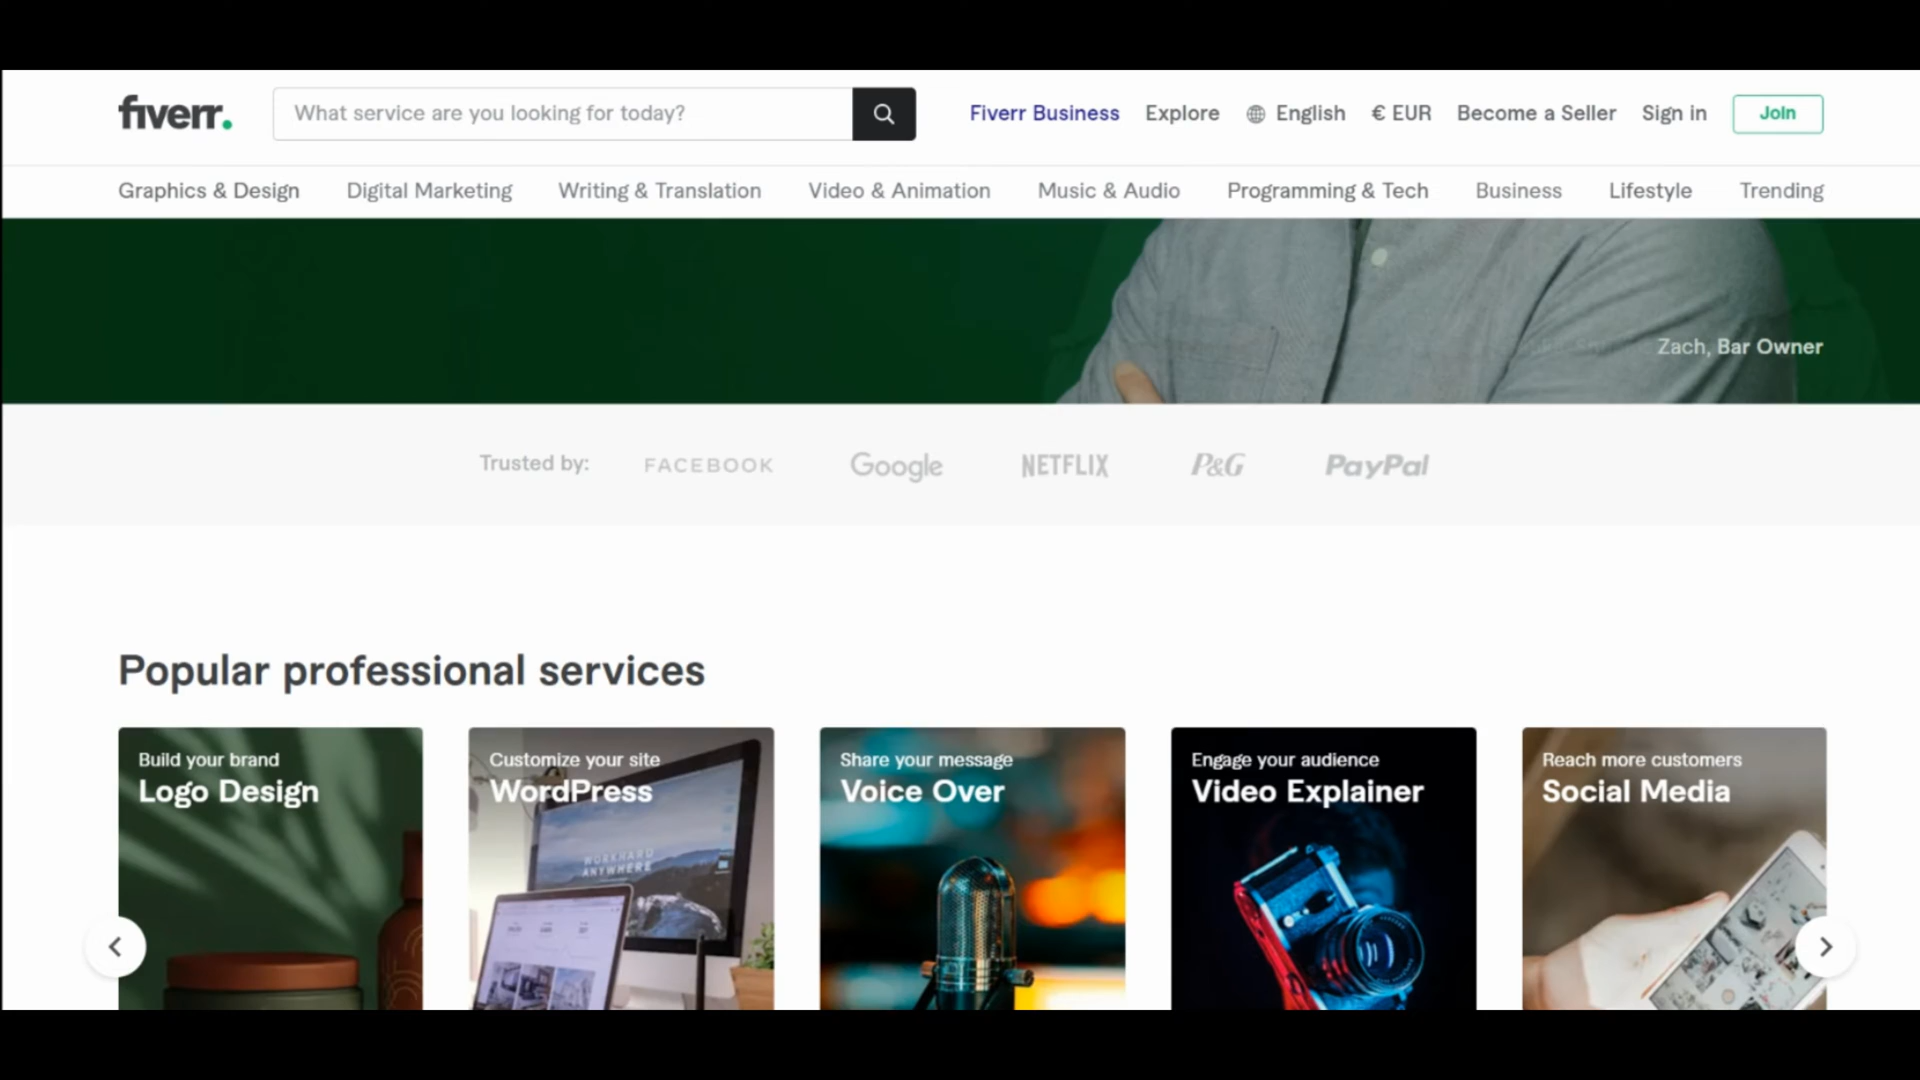 fiverr.
What service are you looking for today?
Fiverr Business
Explore
English
€ EUR
Become a Seller
Sign in
Join
Graphics & Design
Digital Marketing
Writing & Translation
Video & Animation
Music & Audio
Programming & Tech
Business
Lifestyle
Trending
Zach, Bar Owner
Trusted by:
FACEBOOK
Google
NETFLIX
P&G
PayPal
Popular professional services
Build your brand
Logo Design
Customize your site
WordPress
WORKHARD
ANYWHERE
Share your message
Voice Over
Engage your audience
Video Explainer
Reach more customers
Social Media